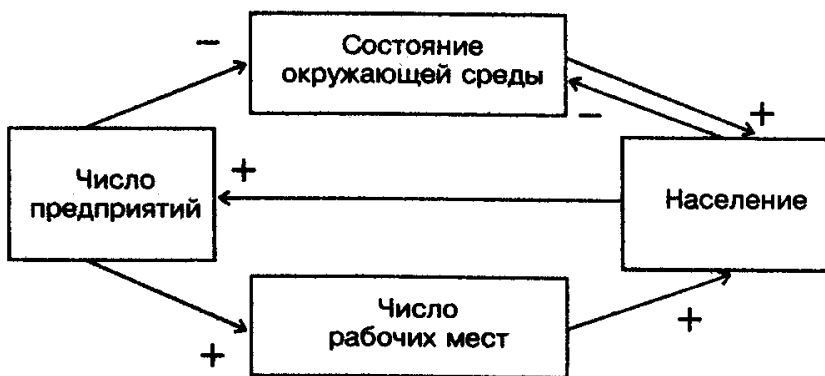 −
Состояние
окружающей среды
−
+
Число
предприятий
+
Население
Число
рабочих мест
+
+